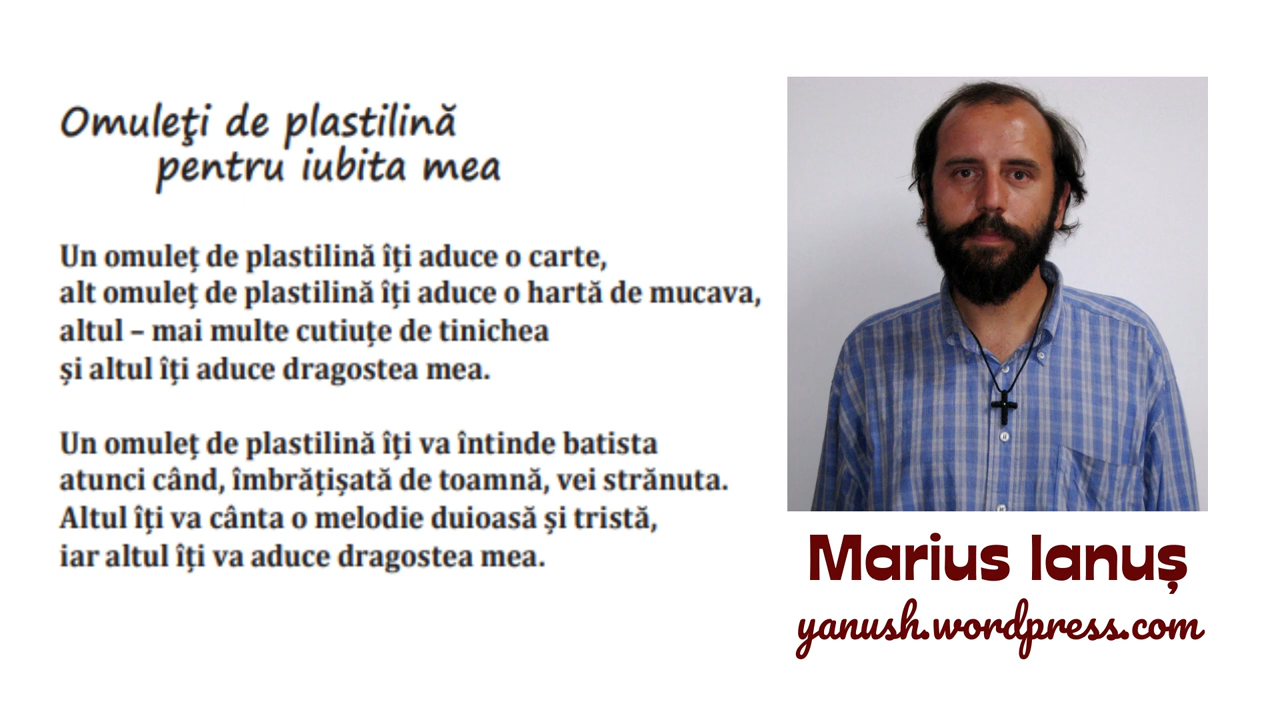 Omuleţi de plastilină
pentru iubita mea
Un omuleț de plastilină îți aduce o carte,
alt omuleț de plastilină îți aduce o hartă de mucava,
altul – mai multe cutiuțe de tinichea
și altul îți aduce dragostea mea.
Un omuleț de plastilină îți va întinde batista
atunci când, îmbrățișată de toamnă, vei strănuta.
Altul îți va cânta o melodie duioasă și tristă,
iar altul îți va aduce dragostea mea.
Marius Ianuș
yanush.wordpress.com